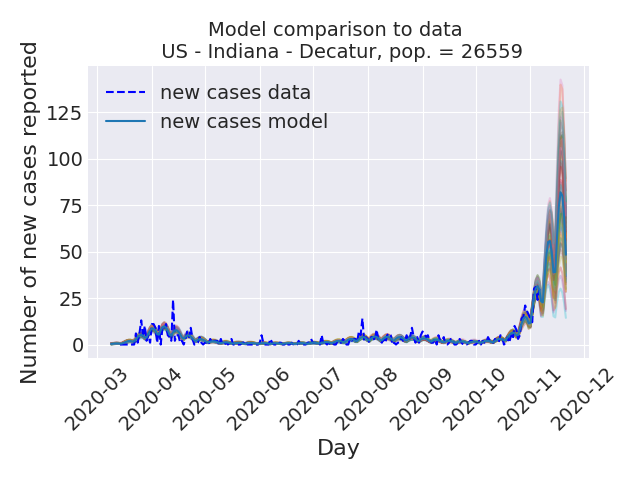 Model comparison to data
US - Indiana - Decatur, pop. = 26559
Number of new cases reported
125
100
75
50
25
0
new cases data
new cases model
2020-03
2020-04
2020-05
2020-06
2020-07
2020-08
2020-09
2020-10
2020-11
2020-12
Day